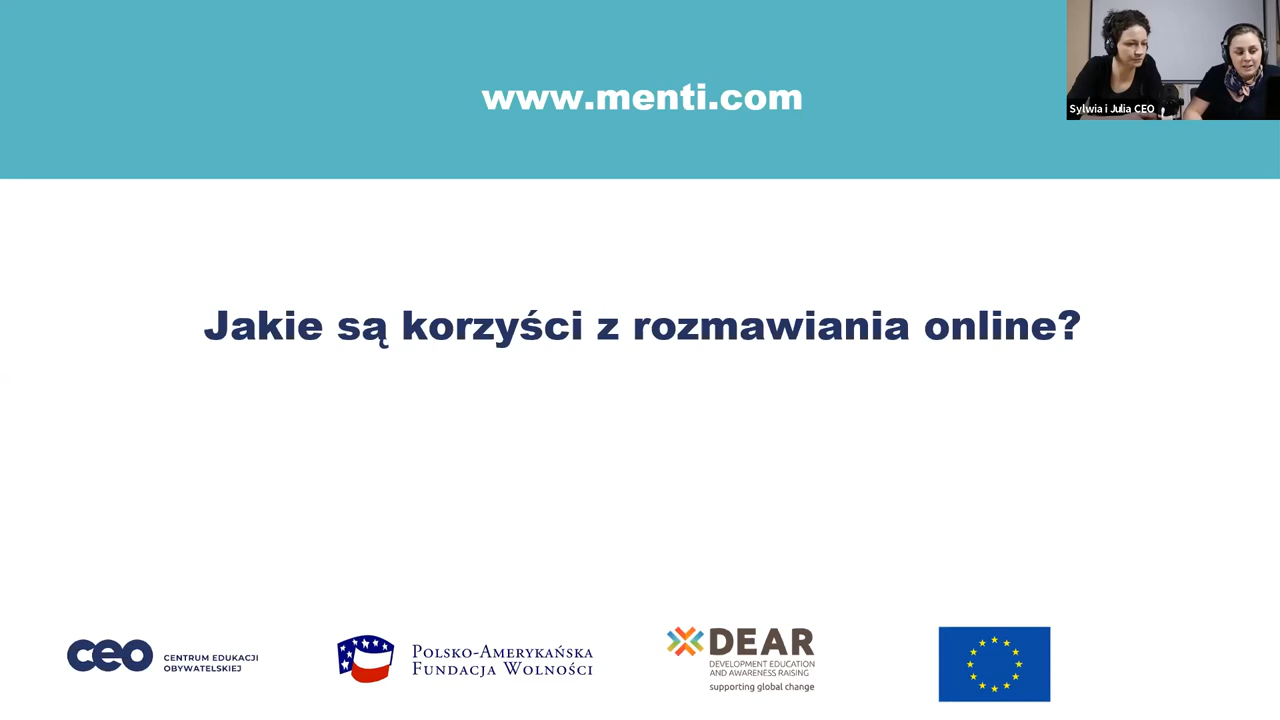 www.menti.com
Sylwia i Julia CEO
Jakie są korzyści z rozmawiania online?
ceo
CENTRUM EDUKACJI
OBYWATELSKIEJ
POLSKO-AMERYKAŃSKA
FUNDACJA WOLNOŚCI
DEAR
DEVELOPMENT EDUCATION
AND AWARENESS RAISING
supporting global change